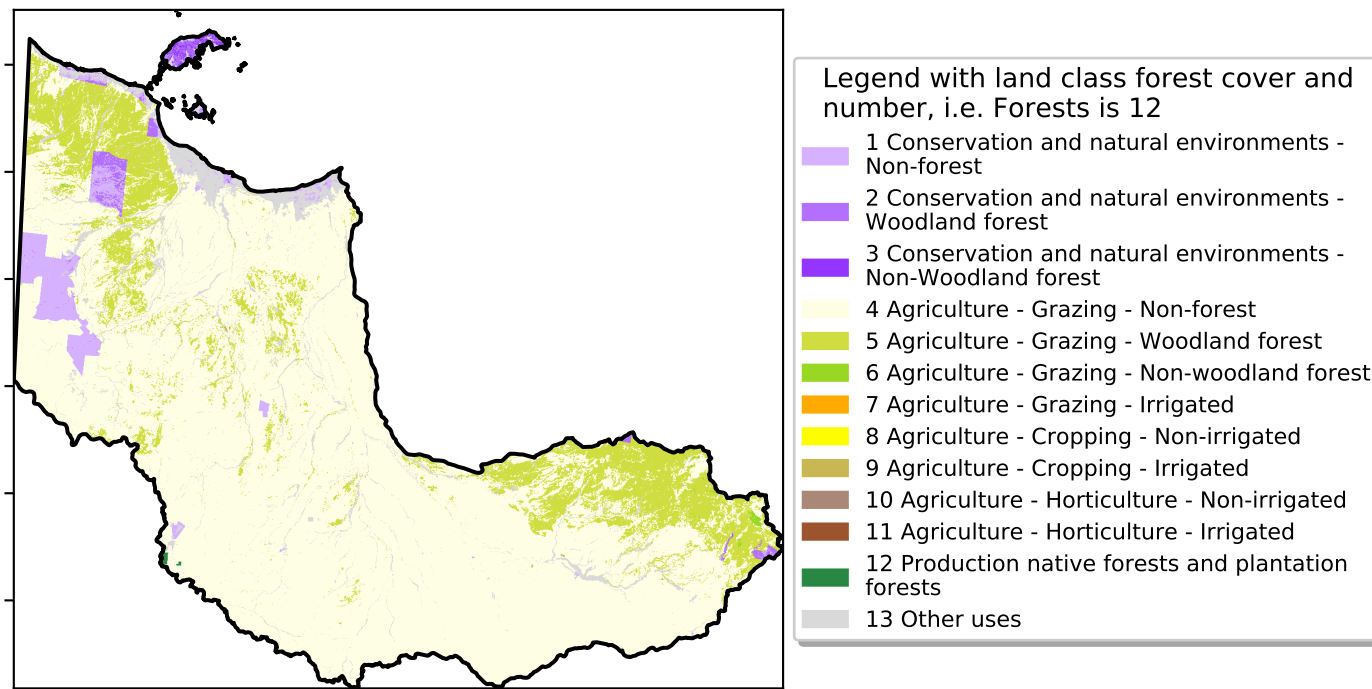 Legend with land class forest cover and
number, i.e. Forests is 12
1 Conservation and natural environments -
Non-forest
2 Conservation and natural environments -
Woodland forest
3 Conservation and natural environments -
Non-Woodland forest
4 Agriculture - Grazing - Non-forest
5 Agriculture - Grazing - Woodland forest
6 Agriculture - Grazing - Non-woodland forest
7 Agriculture - Grazing - Irrigated
8 Agriculture - Cropping - Non-irrigated
9 Agriculture - Cropping - Irrigated
10 Agriculture - Horticulture - Non-irrigated
11 Agriculture - Horticulture - Irrigated
12 Production native forests and plantation
forests
13 Other uses